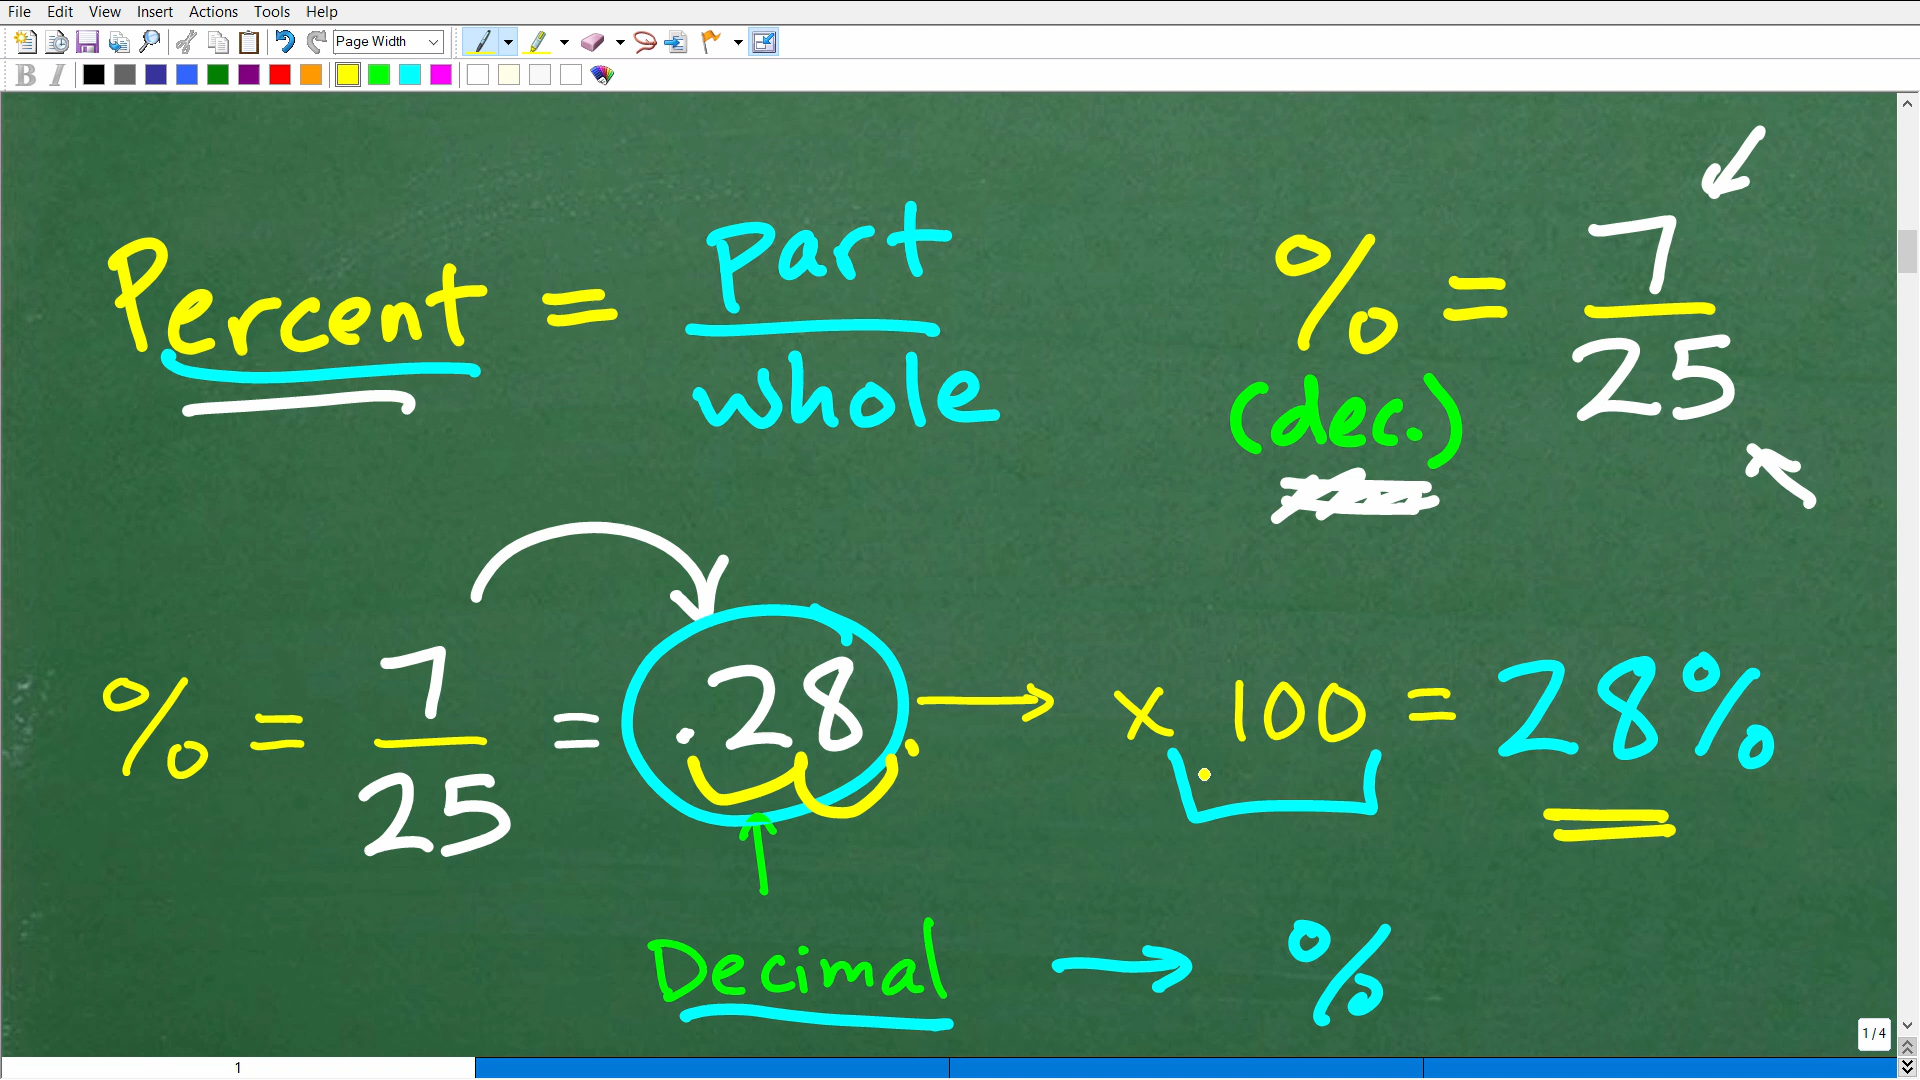 File Edit View Insert Actions Tools Help
Page Width
B I
Percent = part / whole
% = 7 / 25
(dec.)
% = 7 / 25 = .28. → x 100 = 28%
Decimal → %
1 / 4
1